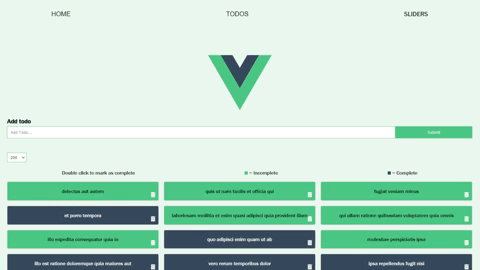 HOME TODOS SLIDERS
Add todo
Add Todo... Submit
200
Double click to mark as complete = Incomplete = Complete
delectus aut autem quis ut nam facilis et officia qui fugiat veniam minus
et porro tempora laboriosam mollitia et enim quasi adipisci quia provident illum qui ullam ratione quibusdam voluptatem quia omnis
illo expedita consequatur quia in quo adipisci enim quam ut ab molestiae perspiciatis ipsa
illo est ratione doloremque quia maiores aut vero rerum temporibus dolor ipsa repellendus fugit nisi